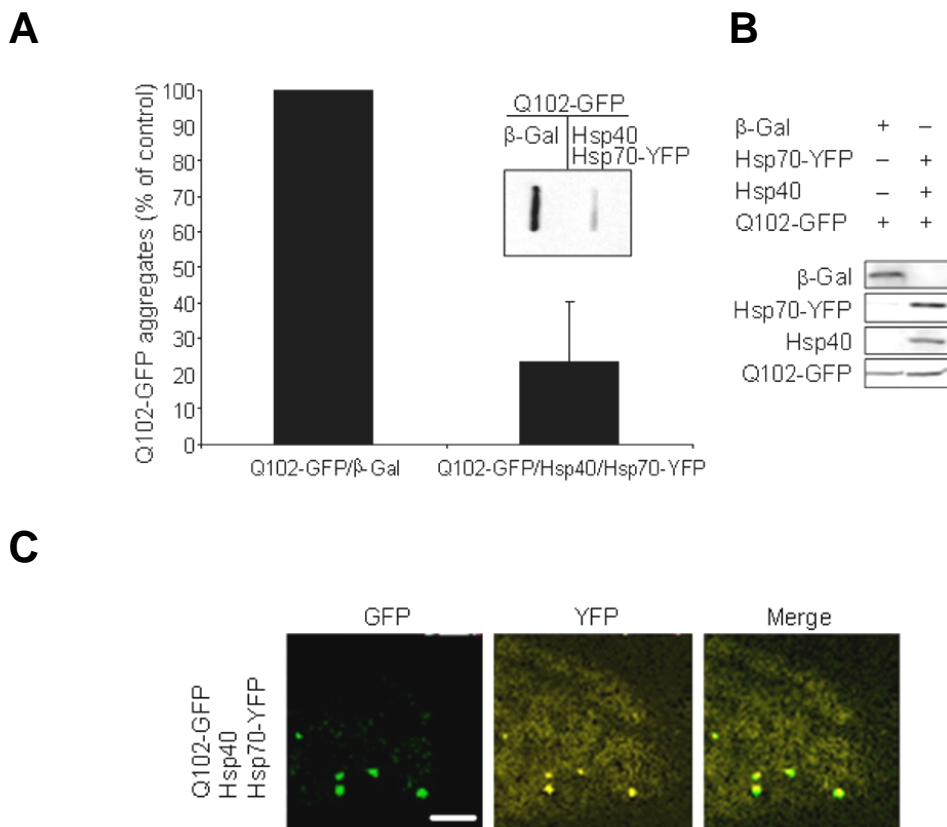 A
Q102-GFP aggregates (% of control)
100
90
80
70
60
50
40
30
20
10
0
Q102-GFP/β-Gal
Q102-GFP/Hsp40/Hsp70-YFP
Q102-GFP
β-Gal
Hsp40
Hsp70-YFP
B
β-Gal + –
Hsp70-YFP – +
Hsp40 – +
Q102-GFP + +
β-Gal
Hsp70-YFP
Hsp40
Q102-GFP
C
GFP YFP Merge
Q102-GFP
Hsp40
Hsp70-YFP